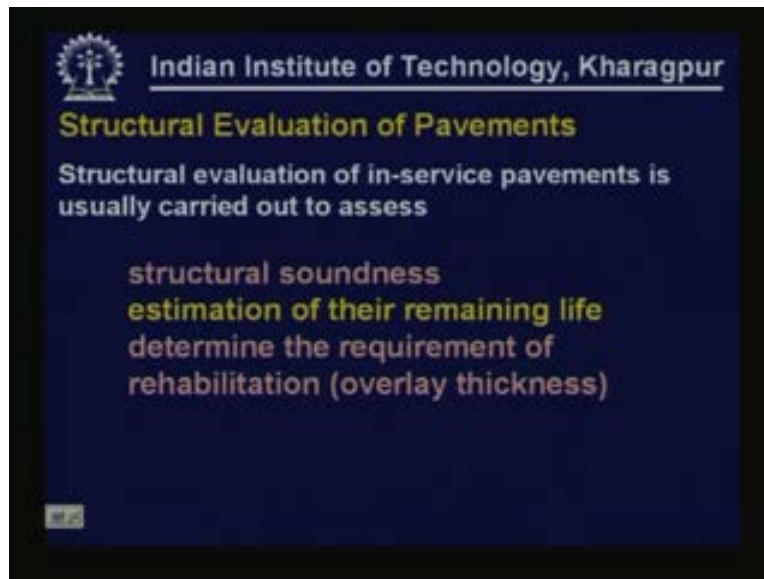 Indian Institute of Technology, Kharagpur
Structural Evaluation of Pavements
Structural evaluation of in-service pavements is
usually carried out to assess
structural soundness
estimation of their remaining life
determine the requirement of
rehabilitation (overlay thickness)